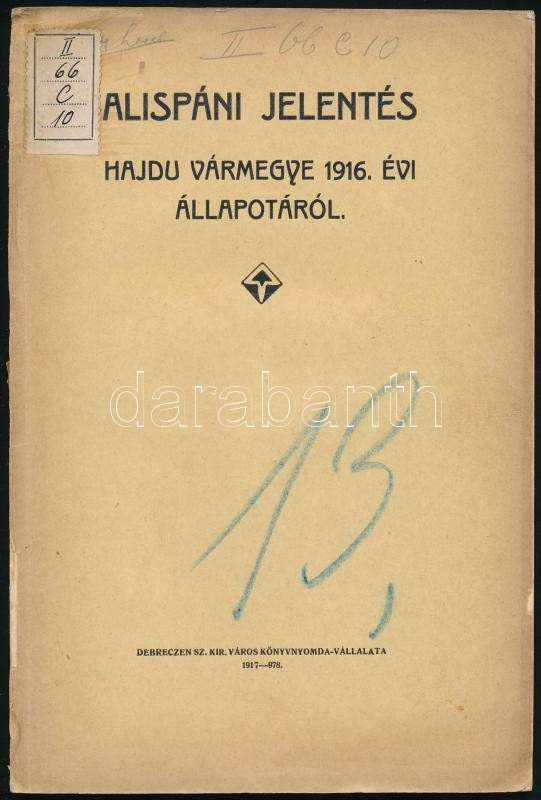 II 66 C 10
II
66
C
10
ALISPÁNI JELENTÉS
HAJDU VÁRMEGYE 1916. ÉVI
ÁLLAPOTÁRÓL.
darabanth
13,
DEBRECZEN SZ. KIR. VÁROS KÖNYVNYOMDA-VÁLLALATA
1917—978.